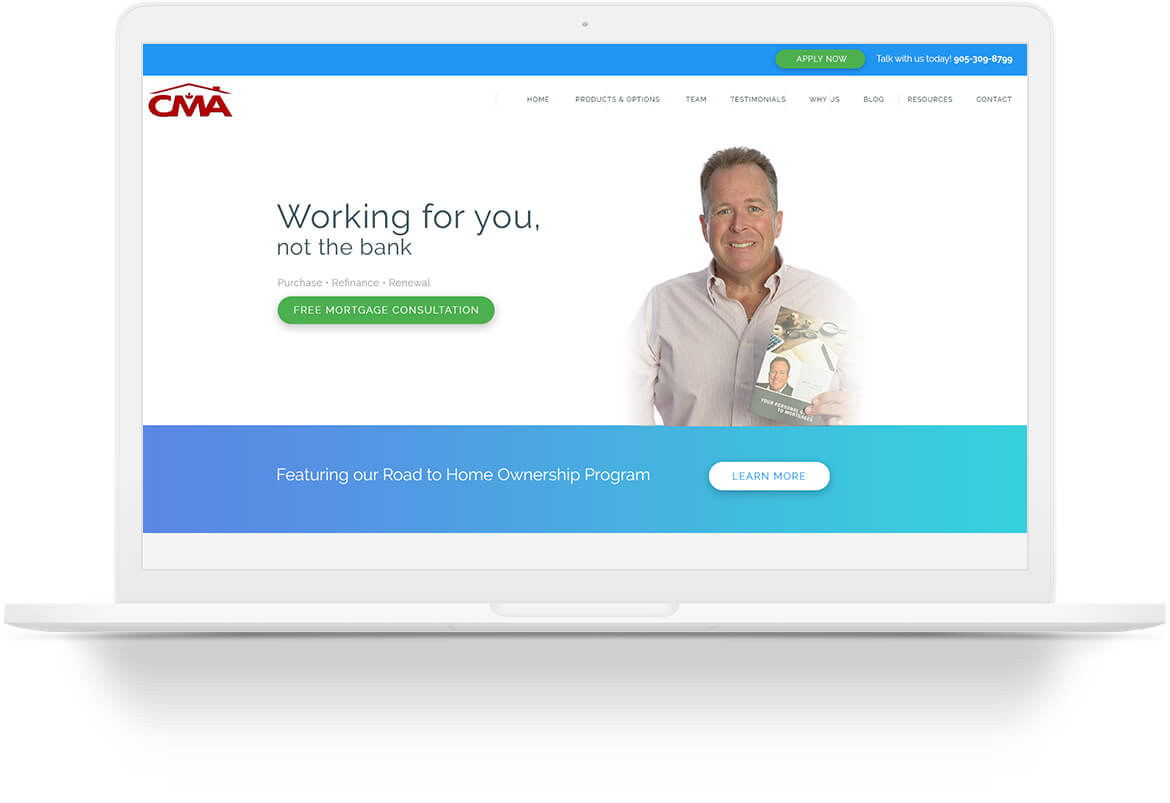 APPLY NOW
Talk with us today! 905-309-8799
CMA
HOME
PRODUCTS & OPTIONS
TEAM
TESTIMONIALS
WHY US
BLOG
RESOURCES
CONTACT
Working for you,
not the bank
Purchase • Refinance • Renewal
FREE MORTGAGE CONSULTATION
YOUR PERSONAL
TO MORTGAGES
Featuring our Road to Home Ownership Program
LEARN MORE